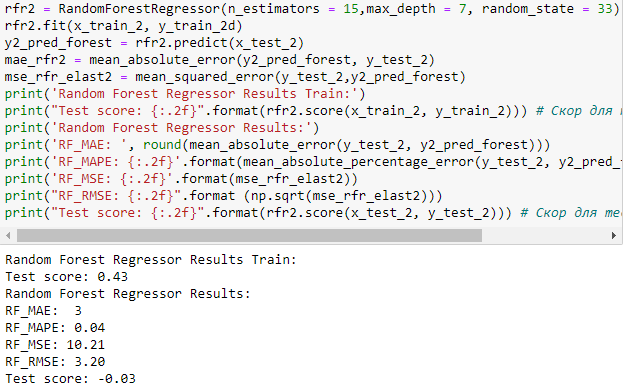 rfr2 = RandomForestRegressor(n_estimators = 15,max_depth = 7, random_state = 33)
rfr2.fit(x_train_2, y_train_2d)
y2_pred_forest = rfr2.predict(x_test_2)
mae_rfr2 = mean_absolute_error(y2_pred_forest, y_test_2)
mse_rfr_elast2 = mean_squared_error(y_test_2,y2_pred_forest)
print('Random Forest Regressor Results Train:')
print("Test score: {:.2f}".format(rfr2.score(x_train_2, y_train_2))) # Скор для
print('Random Forest Regressor Results:')
print('RF_MAE: ', round(mean_absolute_error(y_test_2, y2_pred_forest)))
print('RF_MAPE: {:.2f}'.format(mean_absolute_percentage_error(y_test_2, y2_pred_
print('RF_MSE: {:.2f}'.format(mse_rfr_elast2))
print("RF_RMSE: {:.2f}".format (np.sqrt(mse_rfr_elast2)))
print("Test score: {:.2f}".format(rfr2.score(x_test_2, y_test_2))) # Скор для
Random Forest Regressor Results Train:
Test score: 0.43
Random Forest Regressor Results:
RF_MAE:  3
RF_MAPE: 0.04
RF_MSE: 10.21
RF_RMSE: 3.20
Test score: -0.03